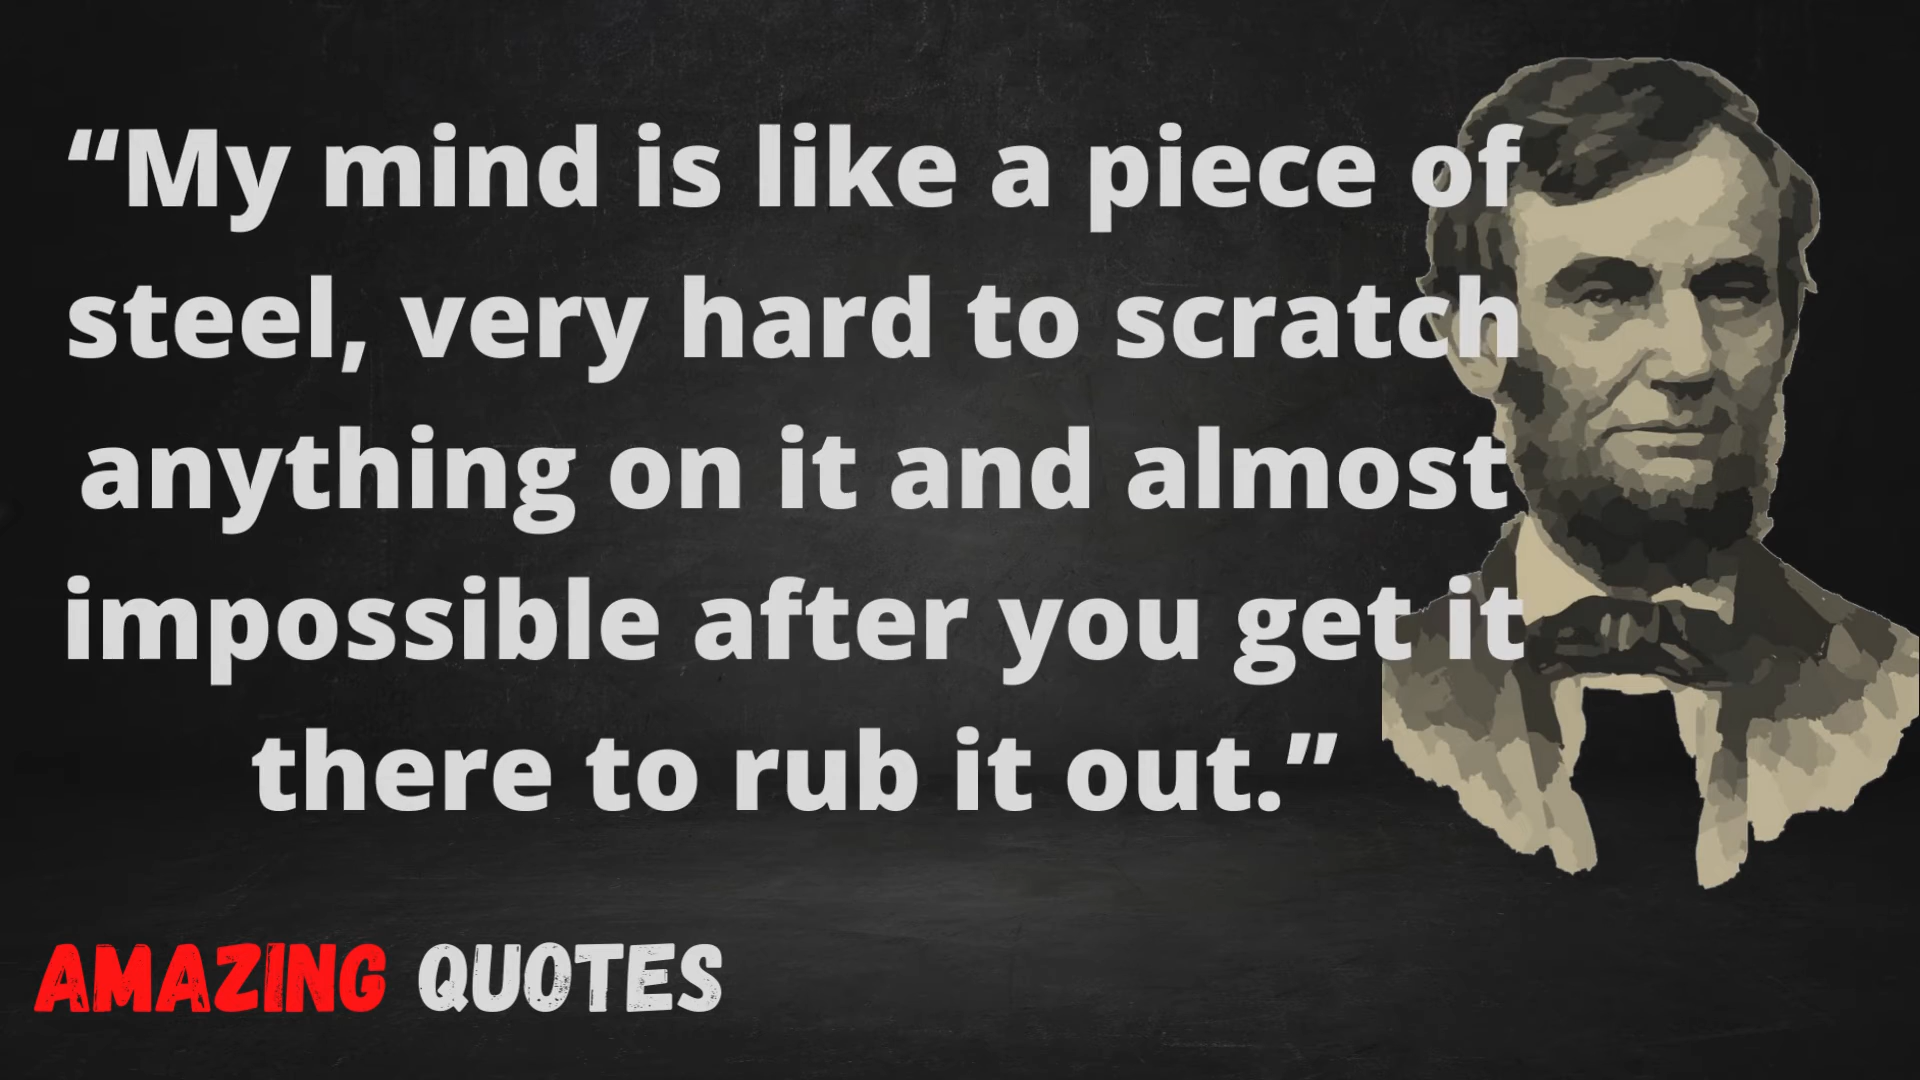 “My mind is like a piece of
steel, very hard to scratch
anything on it and almost
impossible after you get it
there to rub it out.”
AMAZING QUOTES